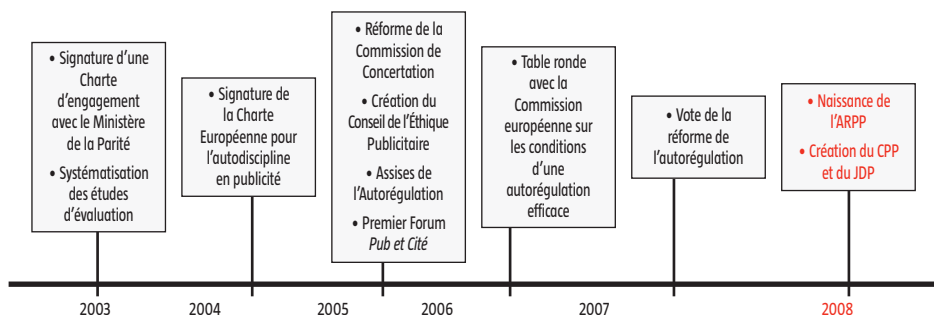 • Signature d’une
Charte
d’engagement
avec le Ministère
de la Parité
• Systématisation
des études
d’évaluation
• Signature de
la Charte
Européenne pour
l’autodiscipline
en publicité
• Réforme de la
Commission de
Concertation
• Création du
Conseil de l’Éthique
Publicitaire
• Assises de
l’Autorégulation
• Premier Forum
Pub et Cité
• Table ronde
avec la
Commission
européenne sur
les conditions
d’une
autorégulation
efficace
• Vote de la
réforme de
l’autorégulation
• Naissance de
l’ARPP
• Création du CPP
et du JDP
2003
2004
2005
2006
2007
2008